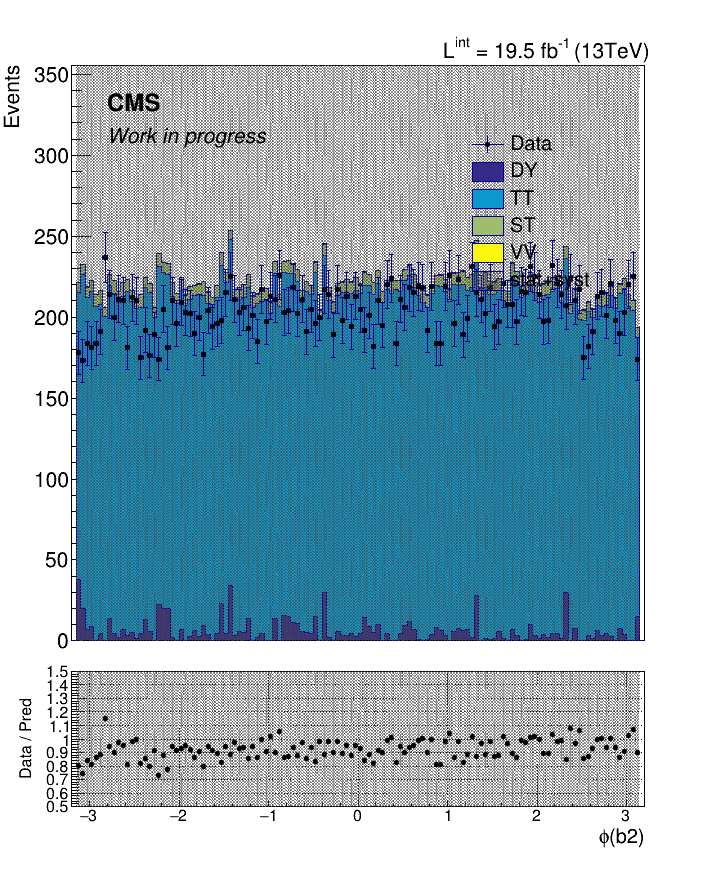 L^int = 19.5 fb^-1 (13TeV)
Events
350
300
250
200
150
100
50
0
CMS
Work in progress
Data
DY
TT
ST
VV
stat+syst
Data / Pred
1.5
1.4
1.3
1.2
1.1
1
0.9
0.8
0.7
0.6
0.5
−3 −2 −1 0 1 2 3
ϕ(b2)